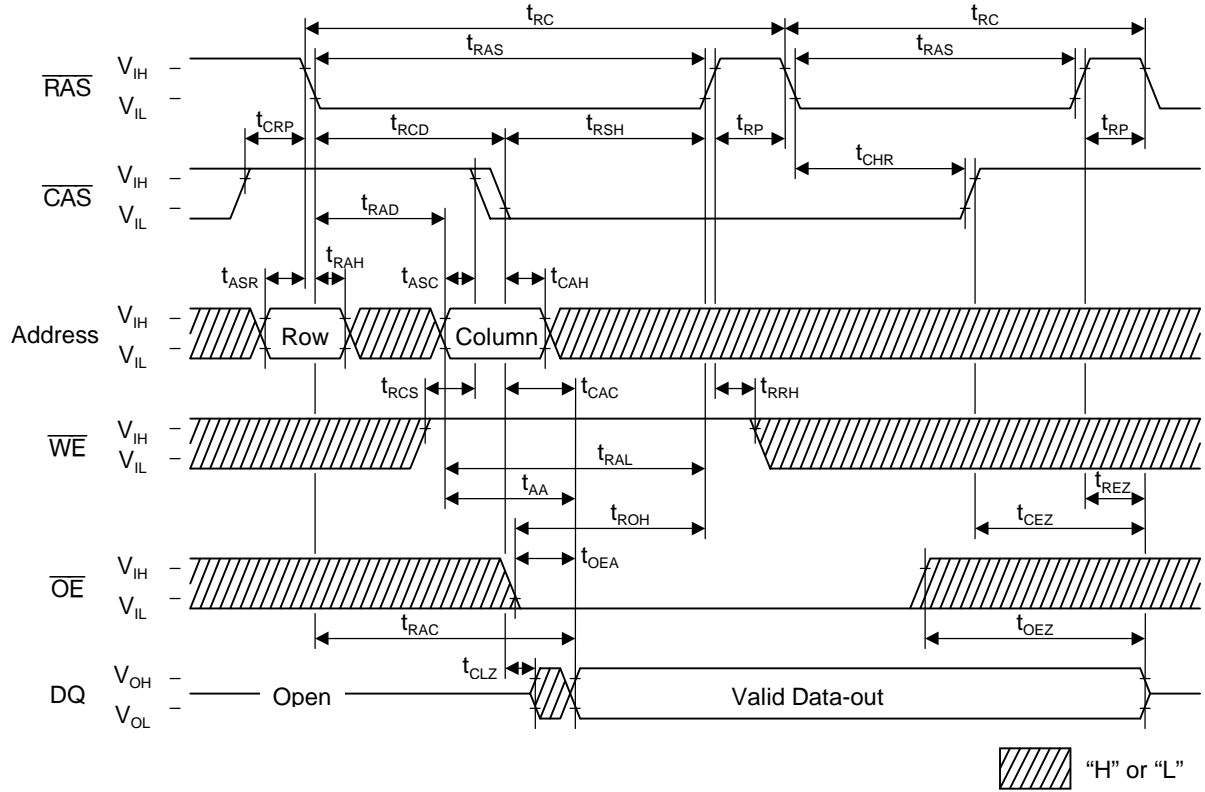 tRC tRC
tRAS tRAS
RAS VIH
VIL
tCRP tRCD tRSH tRP tRP
tCHR
CAS VIH
VIL
tRAD
tRAH
tASR tASC tCAH
Address VIH
VIL
Row Column
tRCS tCAC tRRH
WE VIH
VIL
tRAL
tREZ
tAA
tCEZ
tROH
tOEA
OE VIH
VIL
tRAC tOEZ
tCLZ
DQ VOH
VOL
Open Valid Data-out
“H” or “L”